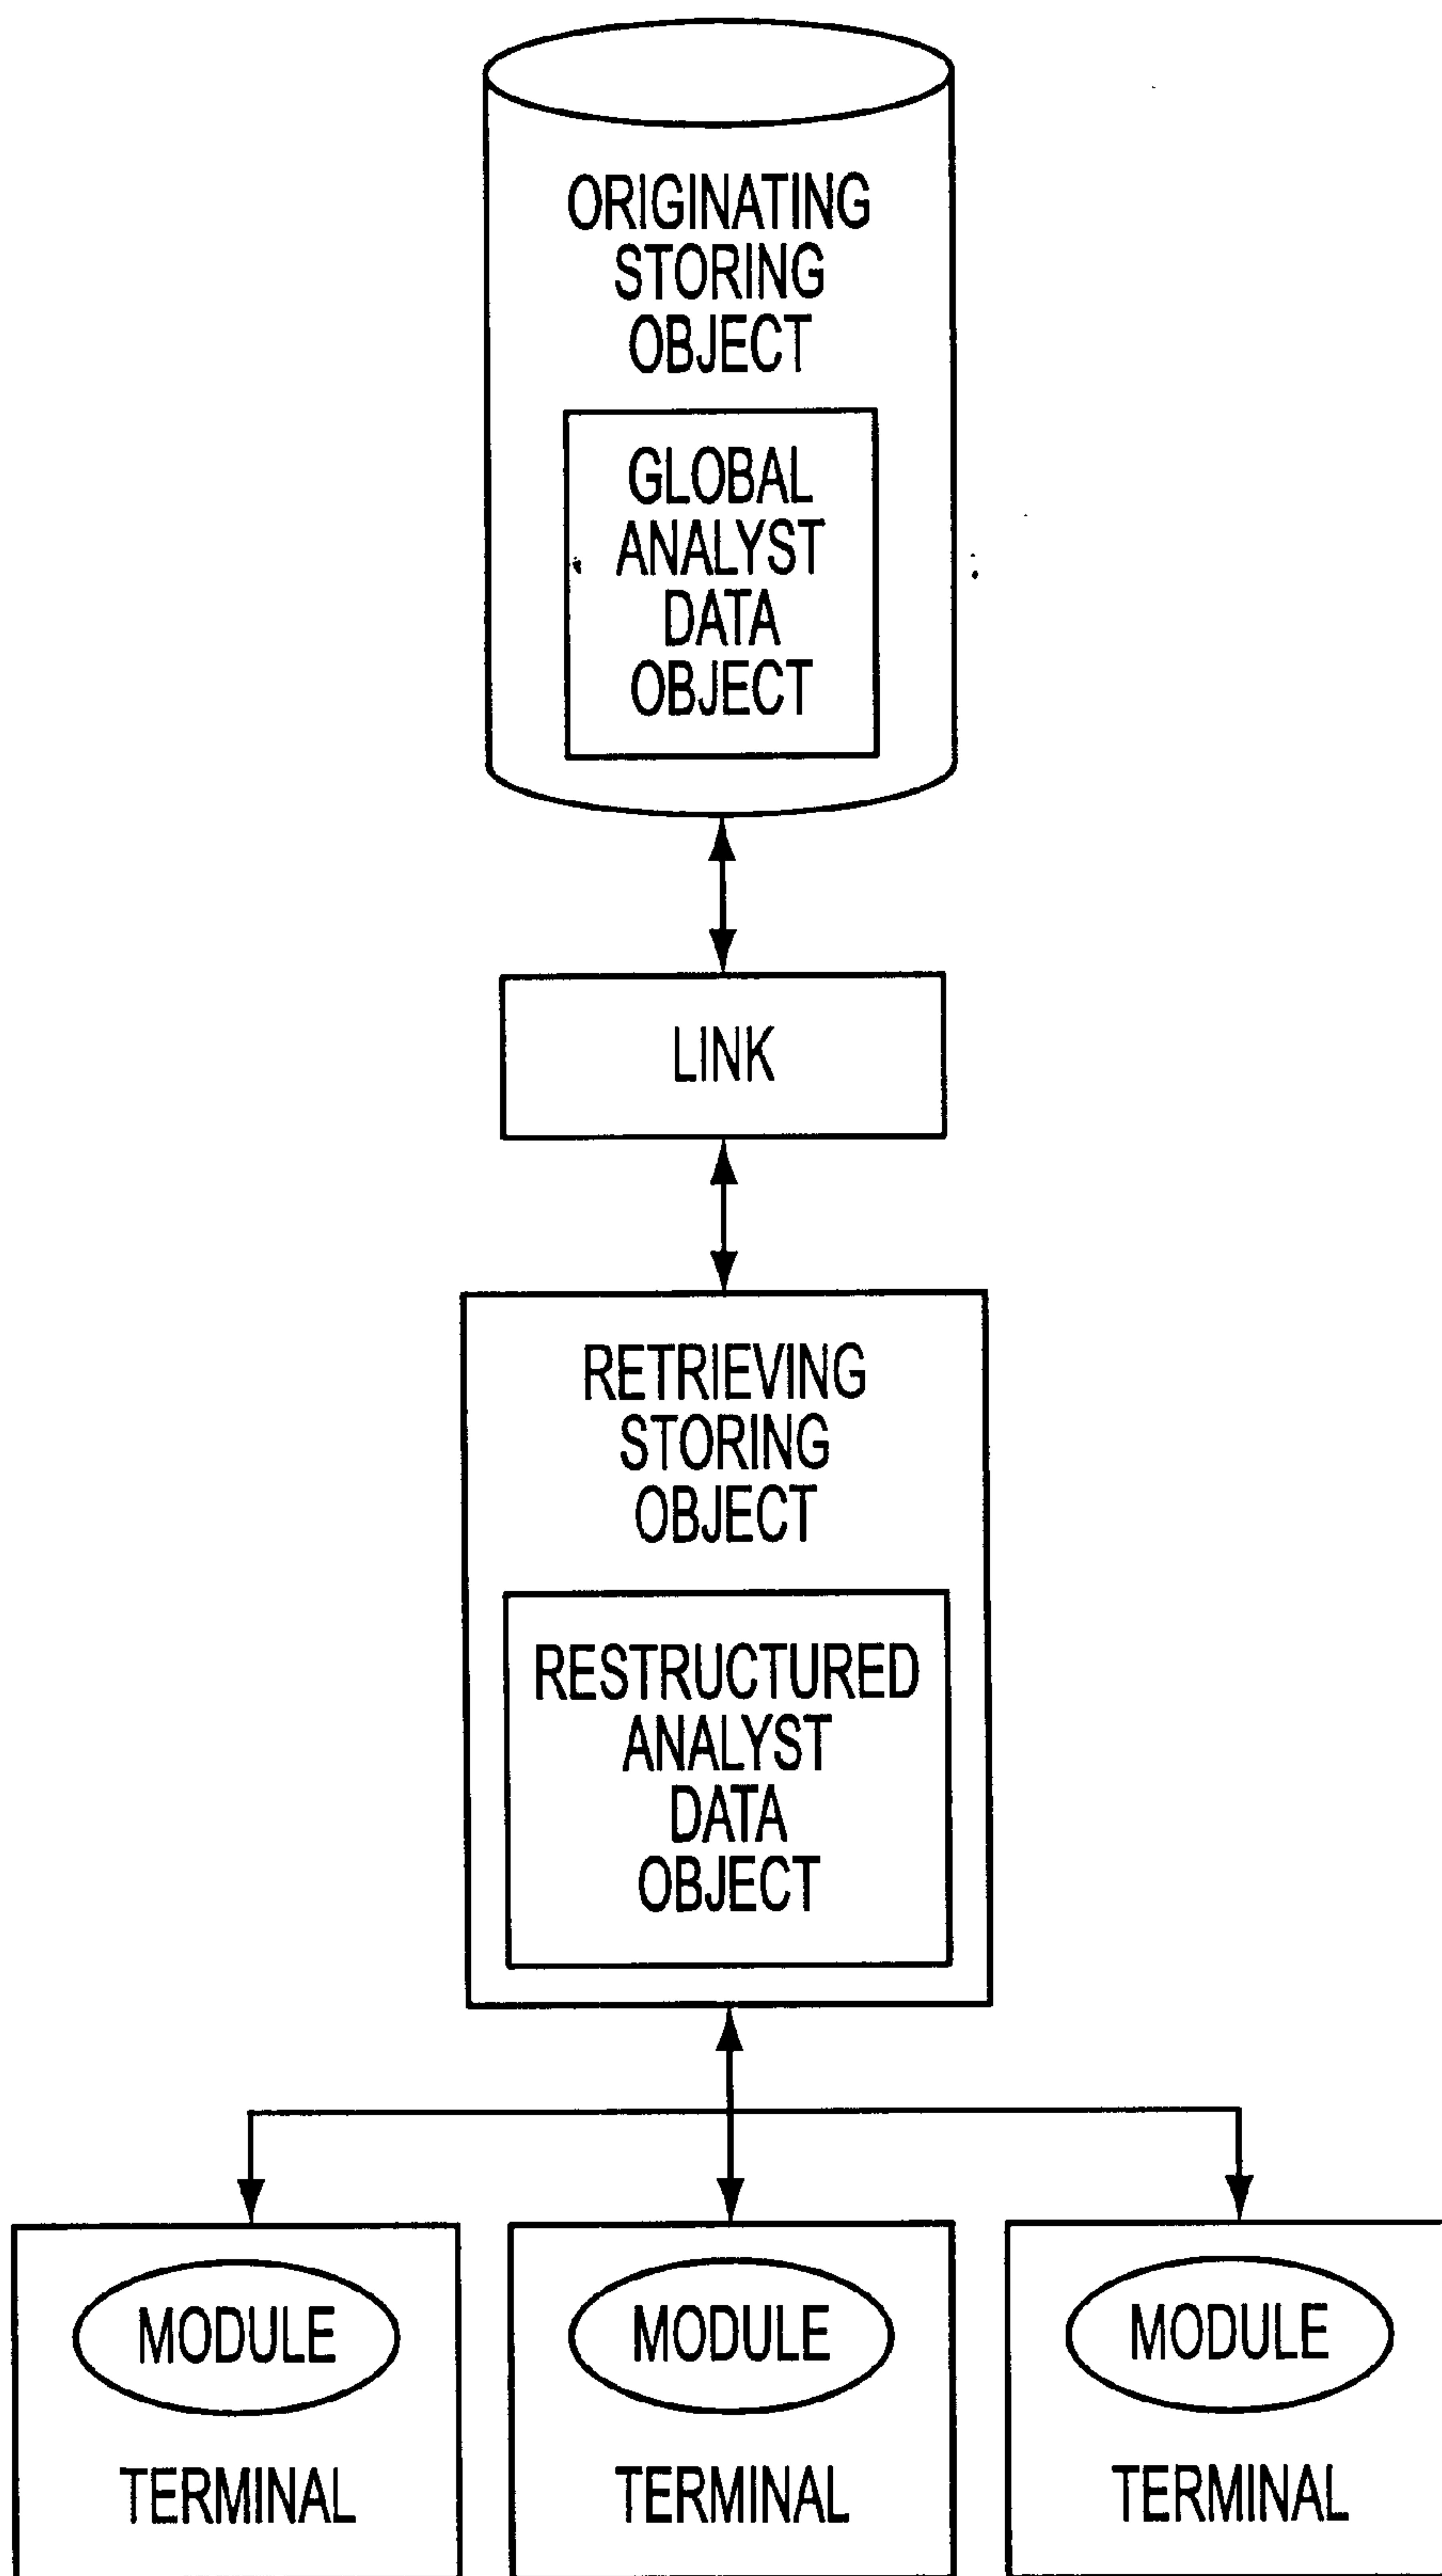 ORIGINATING
STORING
OBJECT
GLOBAL
ANALYST
DATA
OBJECT
LINK
RETRIEVING
STORING
OBJECT
RESTRUCTURED
ANALYST
DATA
OBJECT
MODULE
TERMINAL
MODULE
TERMINAL
MODULE
TERMINAL